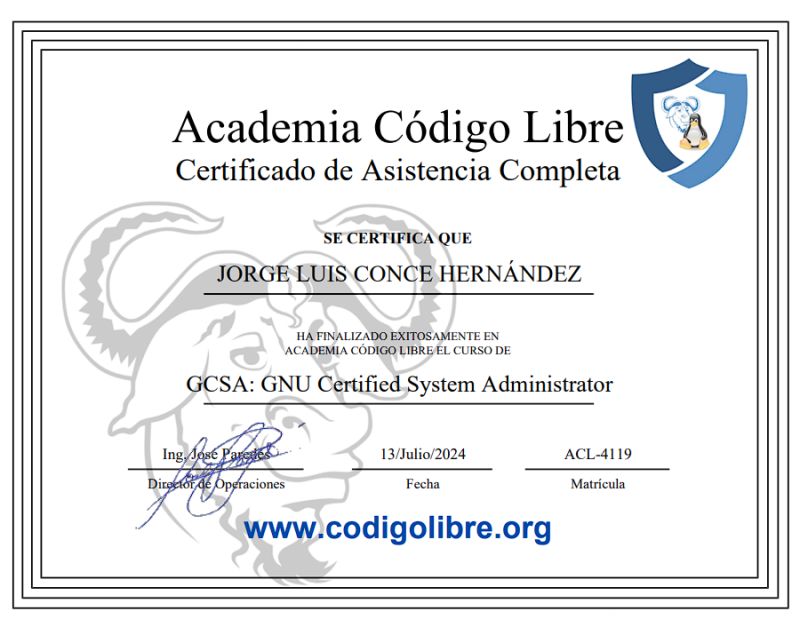 Academia Código Libre
Certificado de Asistencia Completa
SE CERTIFICA QUE
JORGE LUIS CONCE HERNÁNDEZ
HA FINALIZADO EXITOSAMENTE EN
ACADEMIA CÓDIGO LIBRE EL CURSO DE
GCSA: GNU Certified System Administrator
Ing. José Paredes 13/Julio/2024 ACL-4119
Director de Operaciones Fecha Matrícula
www.codigolibre.org